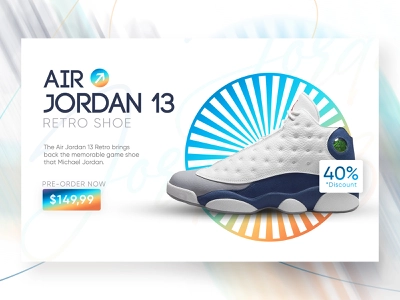 AIR
JORDAN 13
RETRO SHOE
The Air Jordan 13 Retro brings
back the memorable game shoe
that Michael Jordan.
PRE-ORDER NOW
$149,99
40%
*Discount